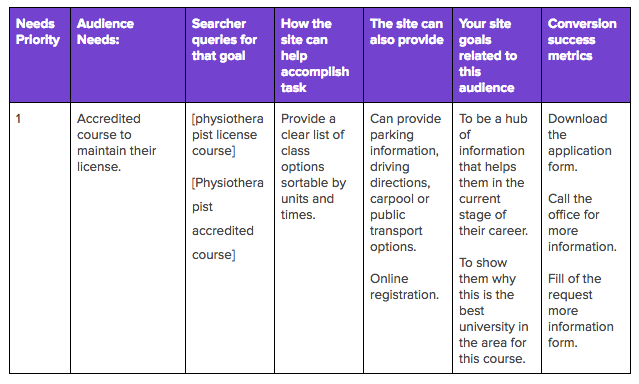 Needs
Priority
Audience
Needs:
Searcher
queries for
that goal
How the
site can
help
accomplish
task
The site can
also provide
Your site
goals
related to
this
audience
Conversion
success
metrics
1
Accredited
course to
maintain their
license.
[physiothera
pist license
course]
[Physiothera
pist
accredited
course]
Provide a
clear list of
class
options
sortable by
units and
times.
Can provide
parking
information,
driving
directions,
carpool or
public
transport
options.
Online
registration.
To be a hub
of
information
that helps
them in the
current
stage of
their career.
To show
them why
this is the
best
university in
the area for
this course.
Download
the
application
form.
Call the
office for
more
information.
Fill of the
request
more
information
form.